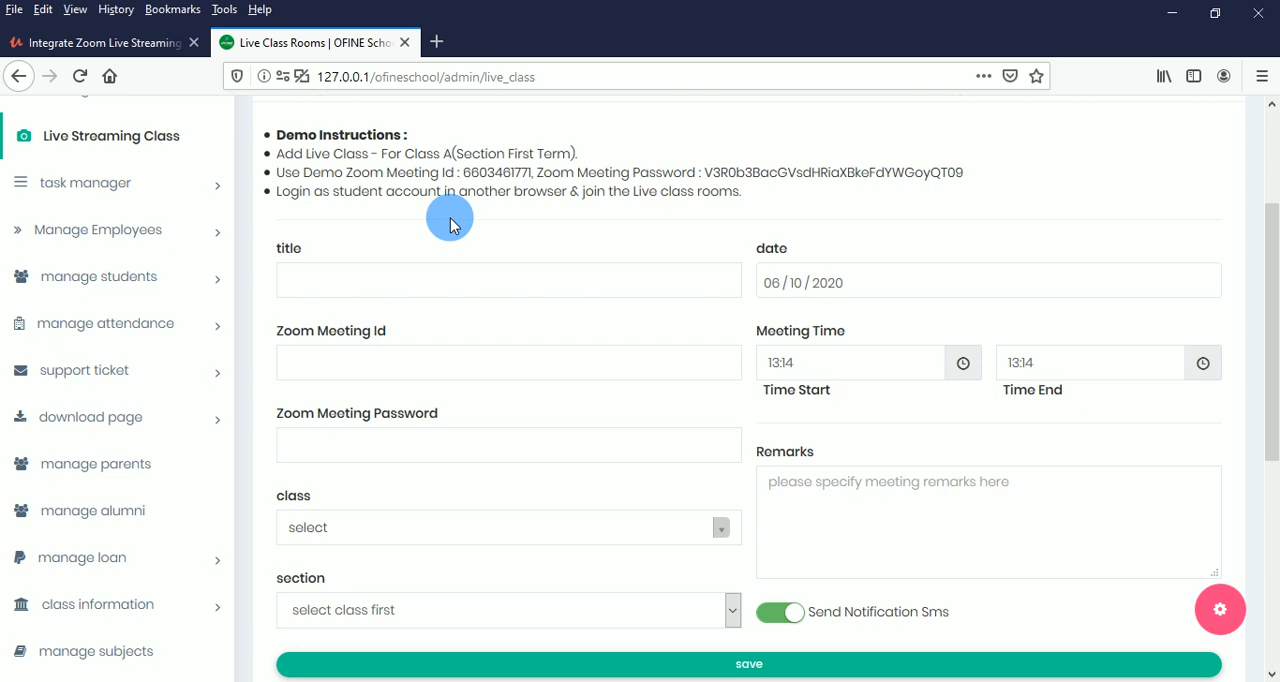 File Edit View History Bookmarks Tools Help
Integrate Zoom Live Streaming
Live Class Rooms | OFINE Scho
127.0.0.1/ofineschool/admin/live_class
Live Streaming Class
task manager
Manage Employees
manage students
manage attendance
support ticket
download page
manage parents
manage alumni
manage loan
class information
manage subjects
Demo Instructions :
Add Live Class - For Class A(Section First Term).
Use Demo Zoom Meeting Id : 6603461771, Zoom Meeting Password : V3R0b3BacGVsdHRiaXBkeFdYWGoyQT09
Login as student account in another browser & join the Live class rooms.
title
date
06 / 10 / 2020
Zoom Meeting Id
Meeting Time
13:14
13:14
Time Start
Time End
Zoom Meeting Password
Remarks
please specify meeting remarks here
class
select
section
select class first
Send Notification Sms
save